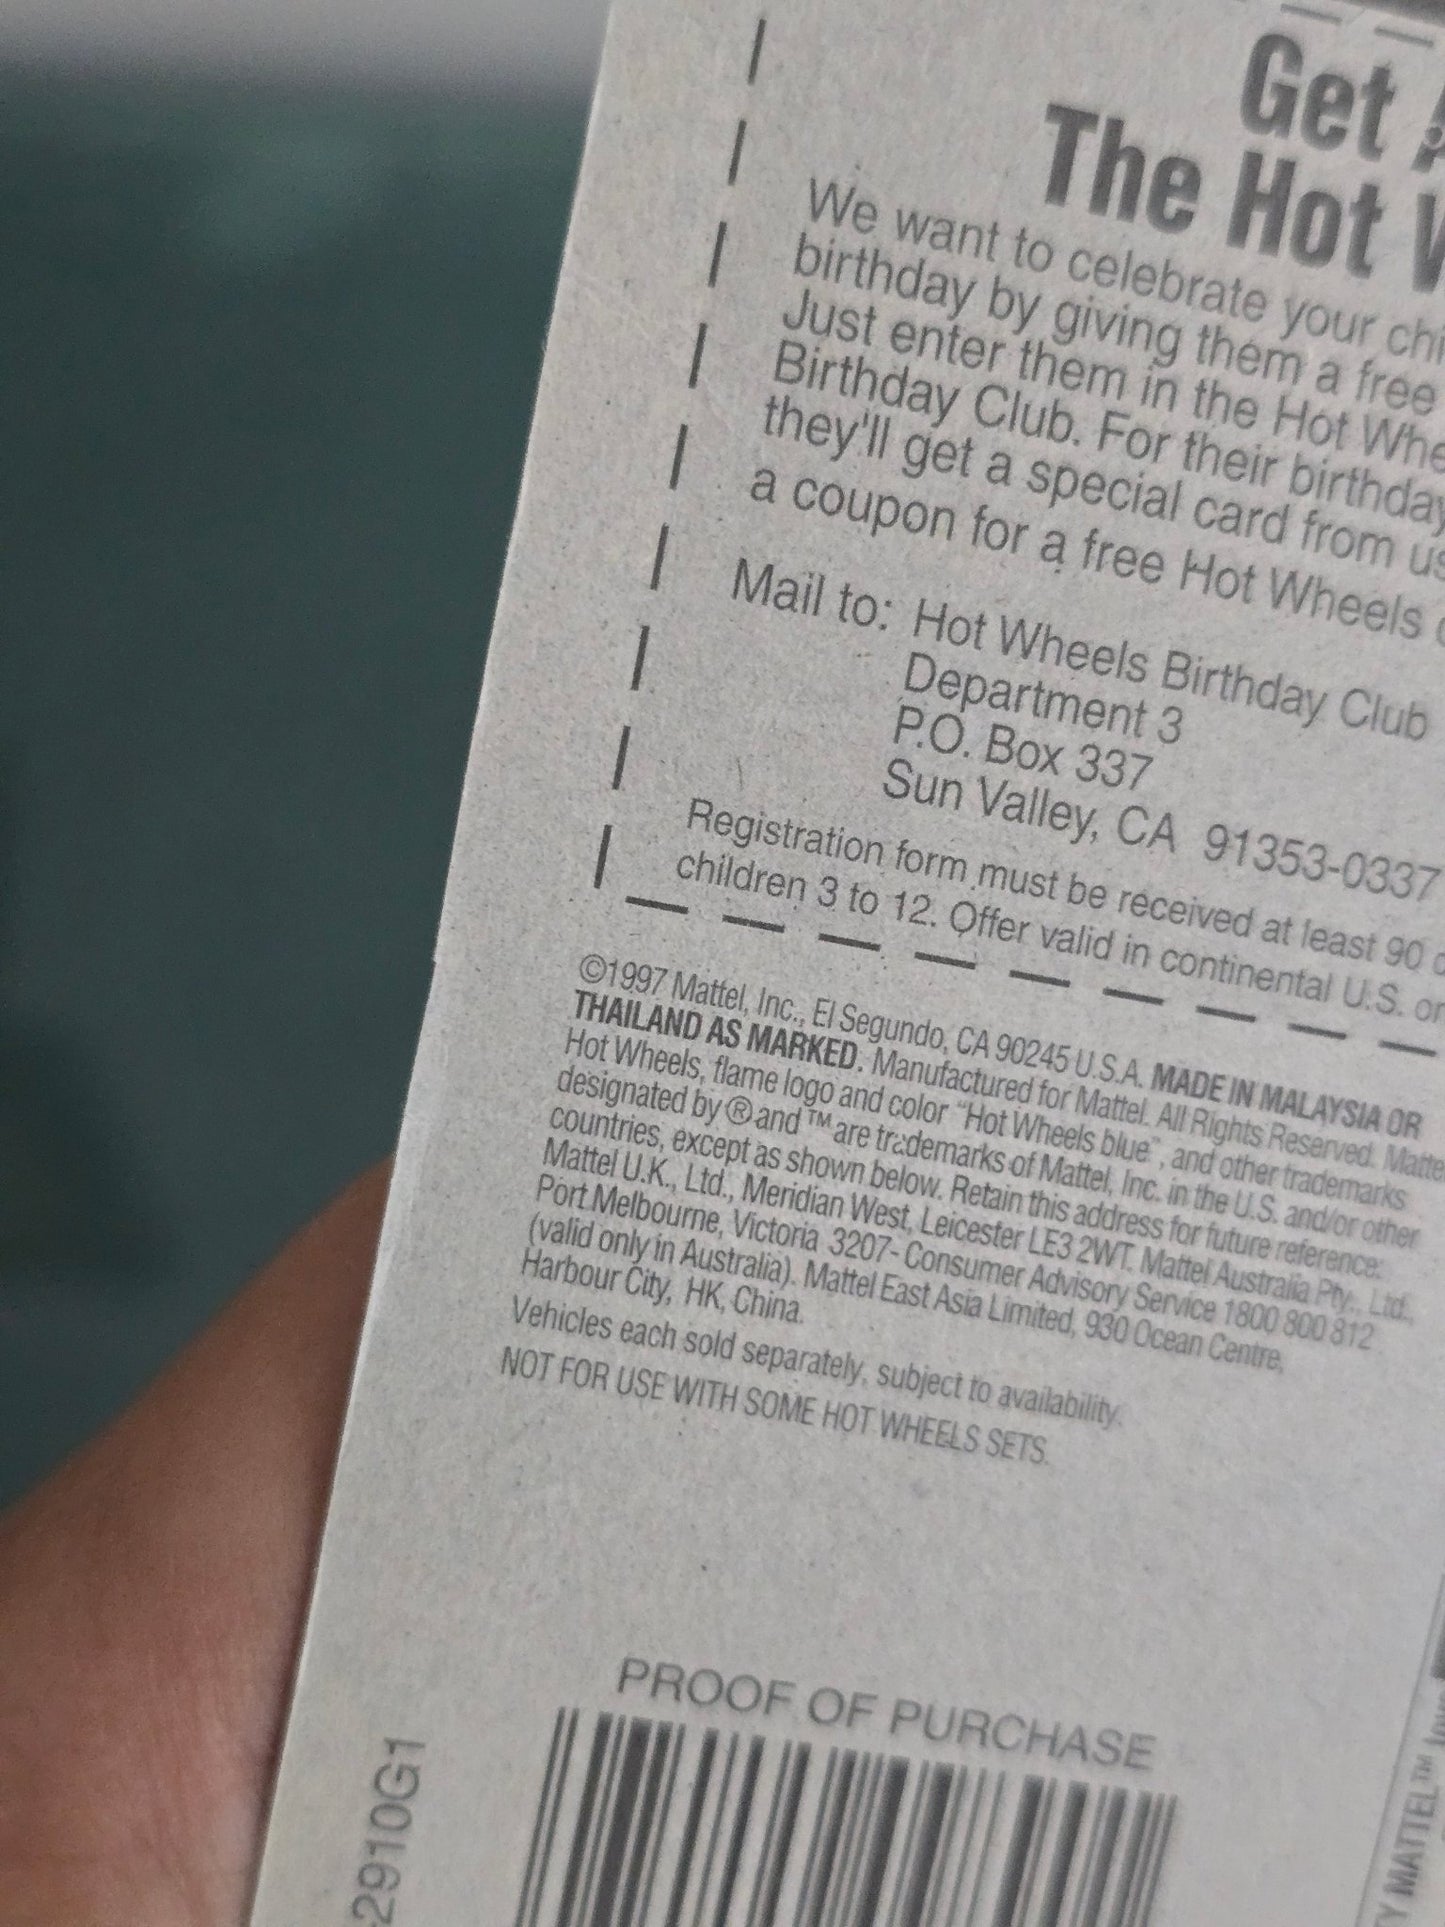 Get
The Hot
We want to celebrate your
birthday by giving them a free
Just enter them in the Hot
Birthday Club. For their birthday
they'll get a special card from us
a coupon for a free Hot Wheels
Mail to: Hot Wheels Birthday Club
Department 3
P.O. Box 337
Sun Valley, CA 91353-0337
Registration form must be received at least 90
children 3 to 12. Offer valid in continental U.S. or
©1997 Mattel, Inc., El Segundo, CA 90245 U.S.A. MADE IN MALAYSIA OR
THAILAND AS MARKED. Manufactured for Mattel. All Rights Reserved. Mattel
Hot Wheels, flame logo and color "Hot Wheels blue", and other trademarks
designated by ® and ™ are trademarks of Mattel, Inc. in the U.S. and/or other
countries, except as shown below. Retain this address for future reference:
Mattel U.K., Ltd., Meridian West, Leicester LE3 2WT. Mattel Australia Pty., Ltd.,
Port Melbourne, Victoria 3207- Consumer Advisory Service 1800 800 812
(valid only in Australia). Mattel East Asia Limited, 930 Ocean Centre,
Harbour City, HK, China.
Vehicles each sold separately, subject to availability.
NOT FOR USE WITH SOME HOT WHEELS SETS.
PROOF OF PURCHASE
2910G1
MATTEL™